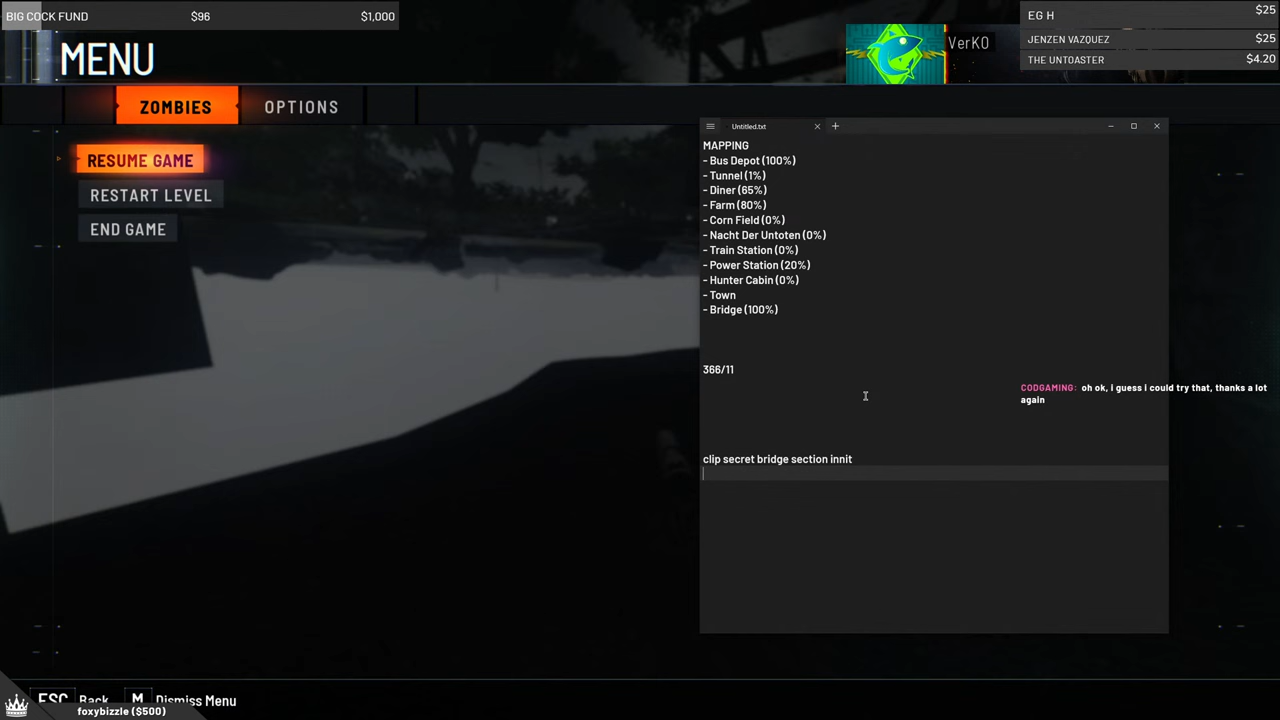 BIG COCK FUND $96 $1,000
MENU
VerKO
EG H $25
JENZEN VAZQUEZ $25
THE UNTOASTER $4.20
ZOMBIES OPTIONS
RESUME GAME
RESTART LEVEL
END GAME
Untitled.txt
MAPPING
- Bus Depot (100%)
- Tunnel (1%)
- Diner (65%)
- Farm (80%)
- Corn Field (0%)
- Nacht Der Untoten (0%)
- Train Station (0%)
- Power Station (20%)
- Hunter Cabin (0%)
- Town
- Bridge (100%)
366/11
clip secret bridge section innit
CODGAMING: oh ok, i guess i could try that, thanks a lot
again
ESC Back M Dismiss Menu
foxybizzle ($500)